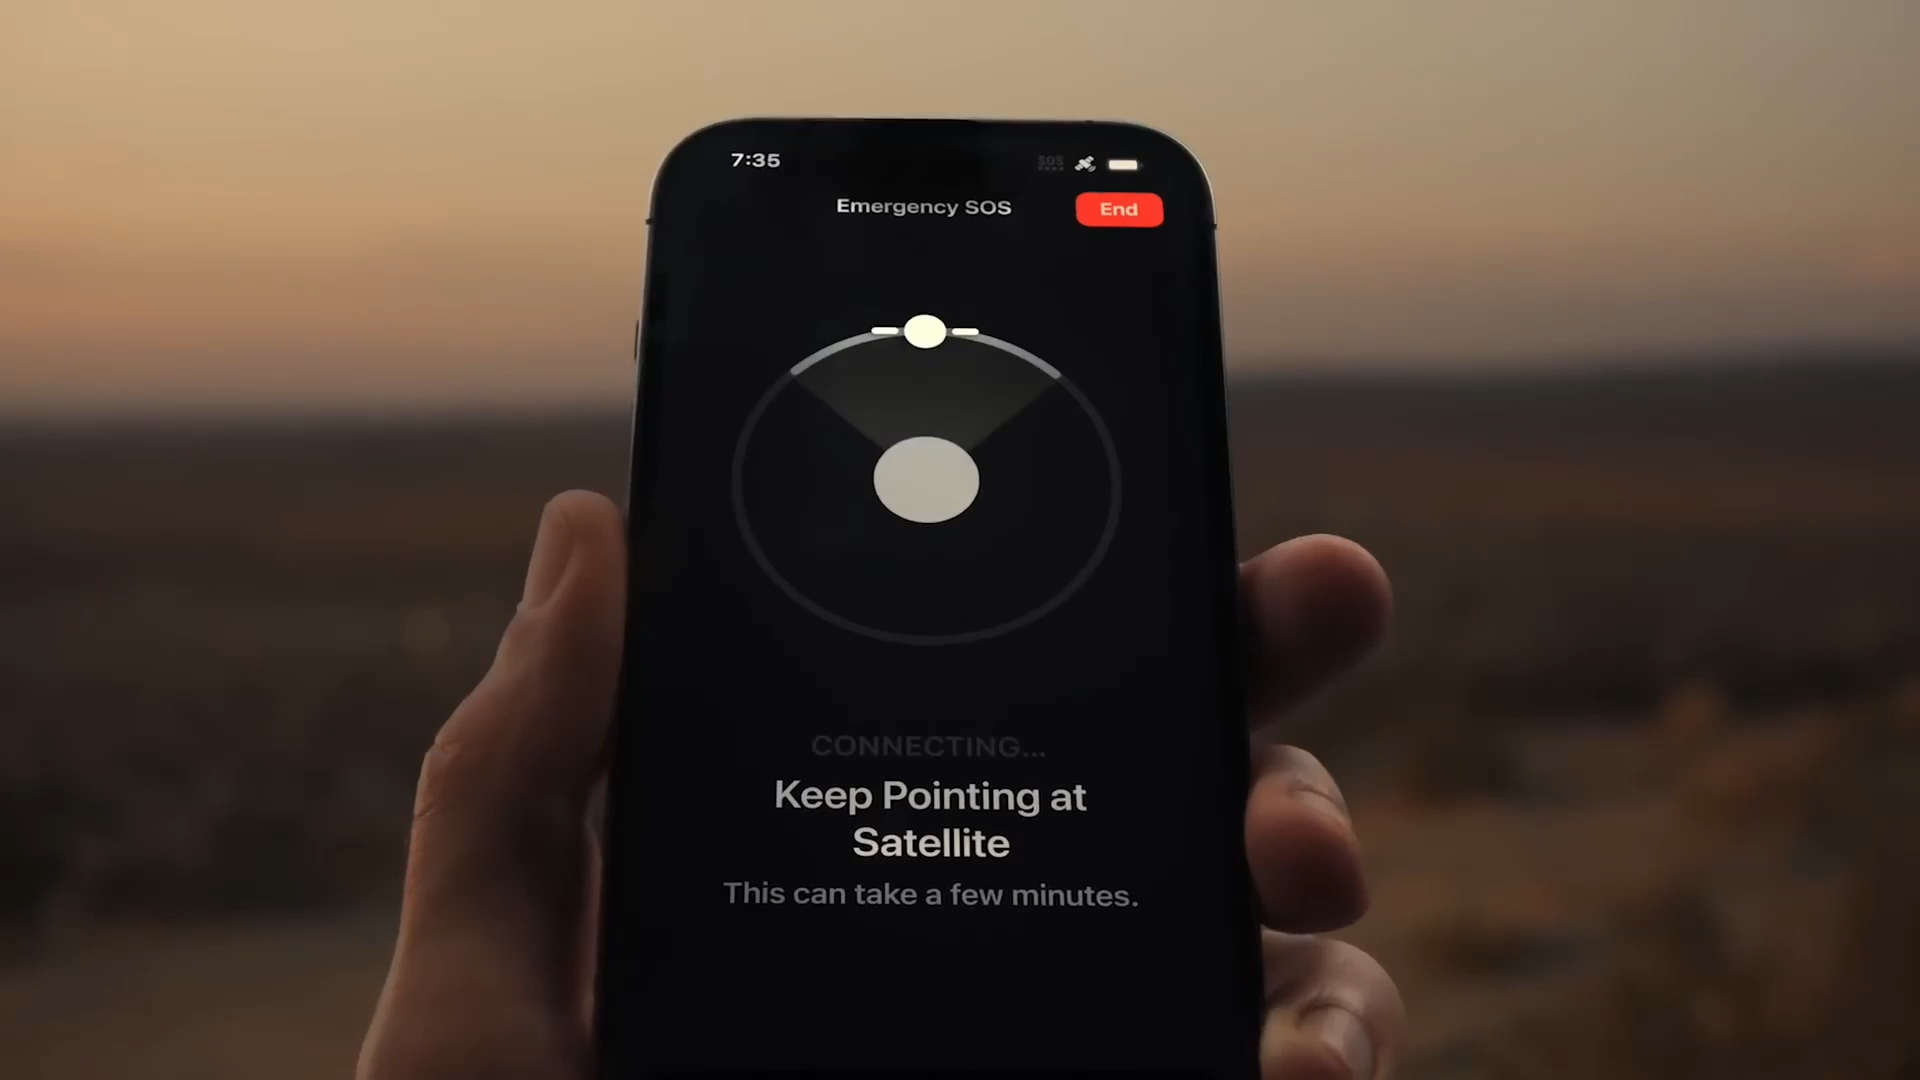 7:35
SOS
Emergency SOS
End
CONNECTING...
Keep Pointing at
Satellite
This can take a few minutes.